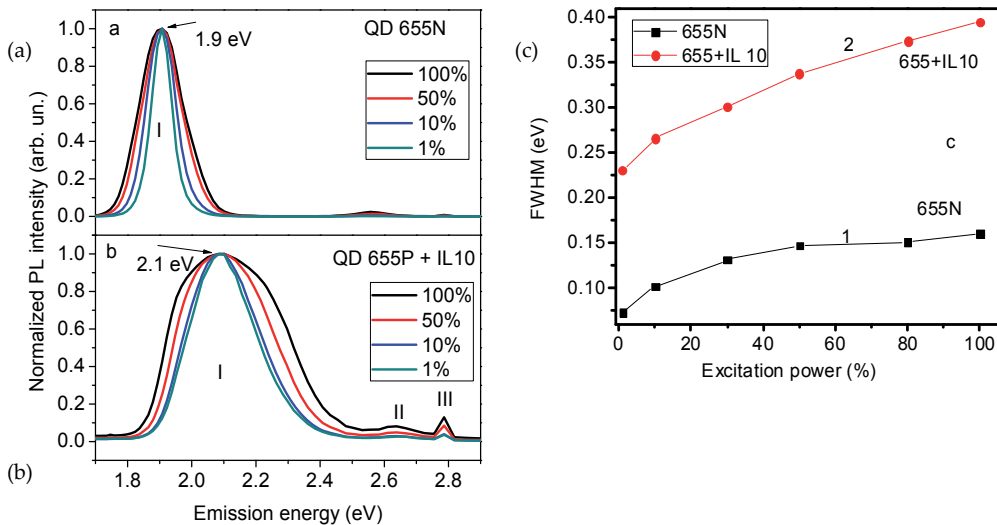 (a)
a
QD 655N
1.9 eV
100%
50%
10%
1%
I
1.0
0.8
0.6
0.4
0.2
0.0
Normalized PL intensity (arb. un.)
b
QD 655P + IL10
2.1 eV
100%
50%
10%
1%
I
II
III
1.0
0.8
0.6
0.4
0.2
0.0
(b)
1.8 2.0 2.2 2.4 2.6 2.8
Emission energy (eV)
(c)
655N
655+IL 10
2
655+IL10
c
655N
1
0.40
0.35
0.30
0.25
0.20
0.15
0.10
FWHM (eV)
0 20 40 60 80 100
Excitation power (%)